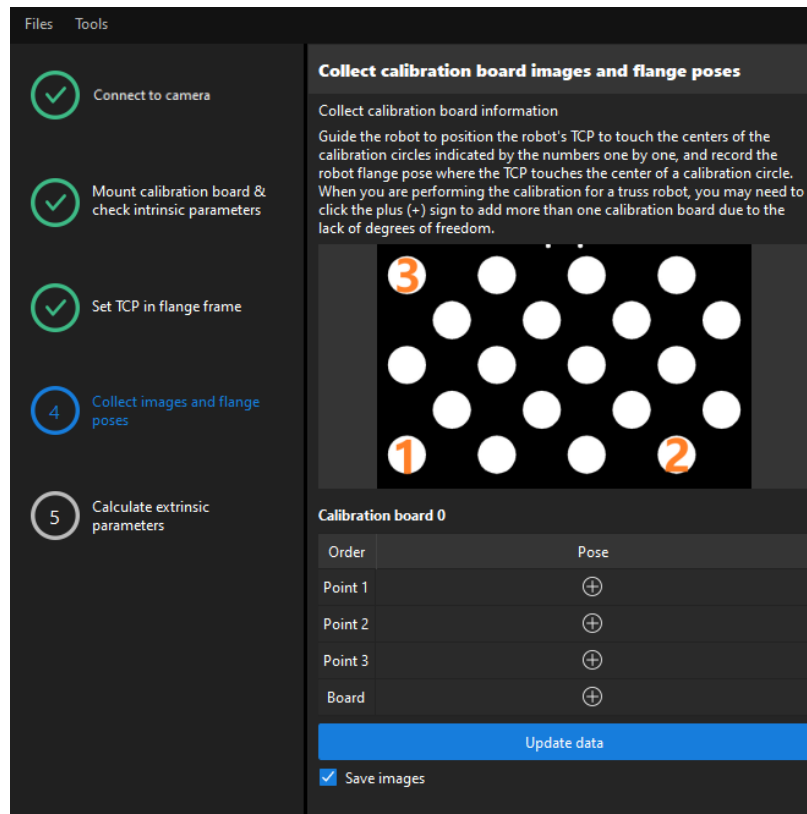 Files Tools
Connect to camera
Mount calibration board &
check intrinsic parameters
Set TCP in flange frame
4
Collect images and flange
poses
5
Calculate extrinsic
parameters
Collect calibration board images and flange poses
Collect calibration board information
Guide the robot to position the robot's TCP to touch the centers of the
calibration circles indicated by the numbers one by one, and record the
robot flange pose where the TCP touches the center of a calibration circle.
When you are performing the calibration for a truss robot, you may need to
click the plus (+) sign to add more than one calibration board due to the
lack of degrees of freedom.
3
1 2
Calibration board 0
Order Pose
Point 1
Point 2
Point 3
Board
Update data
Save images